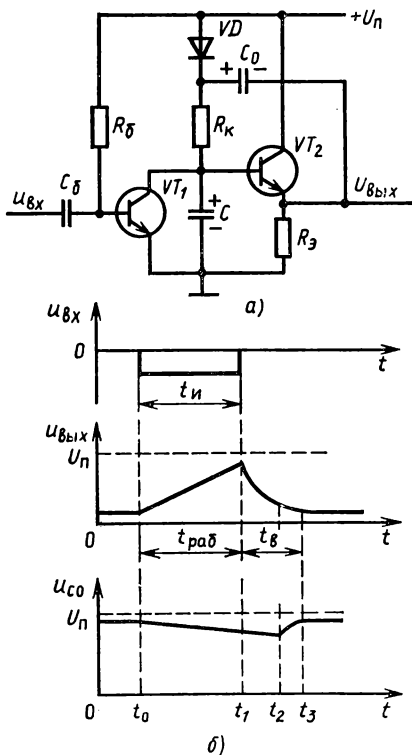 VD
+Uп
C₀
+ −
Rб
Rк
VT₂
Cб
uвх
VT₁
+
C
−
Uвых
Rэ
а)
uвх
0
t
tи
uвых
Uп
0
tраб
tв
t
uC0
Uп
0
t₀
t₁
t₂
t₃
t
б)